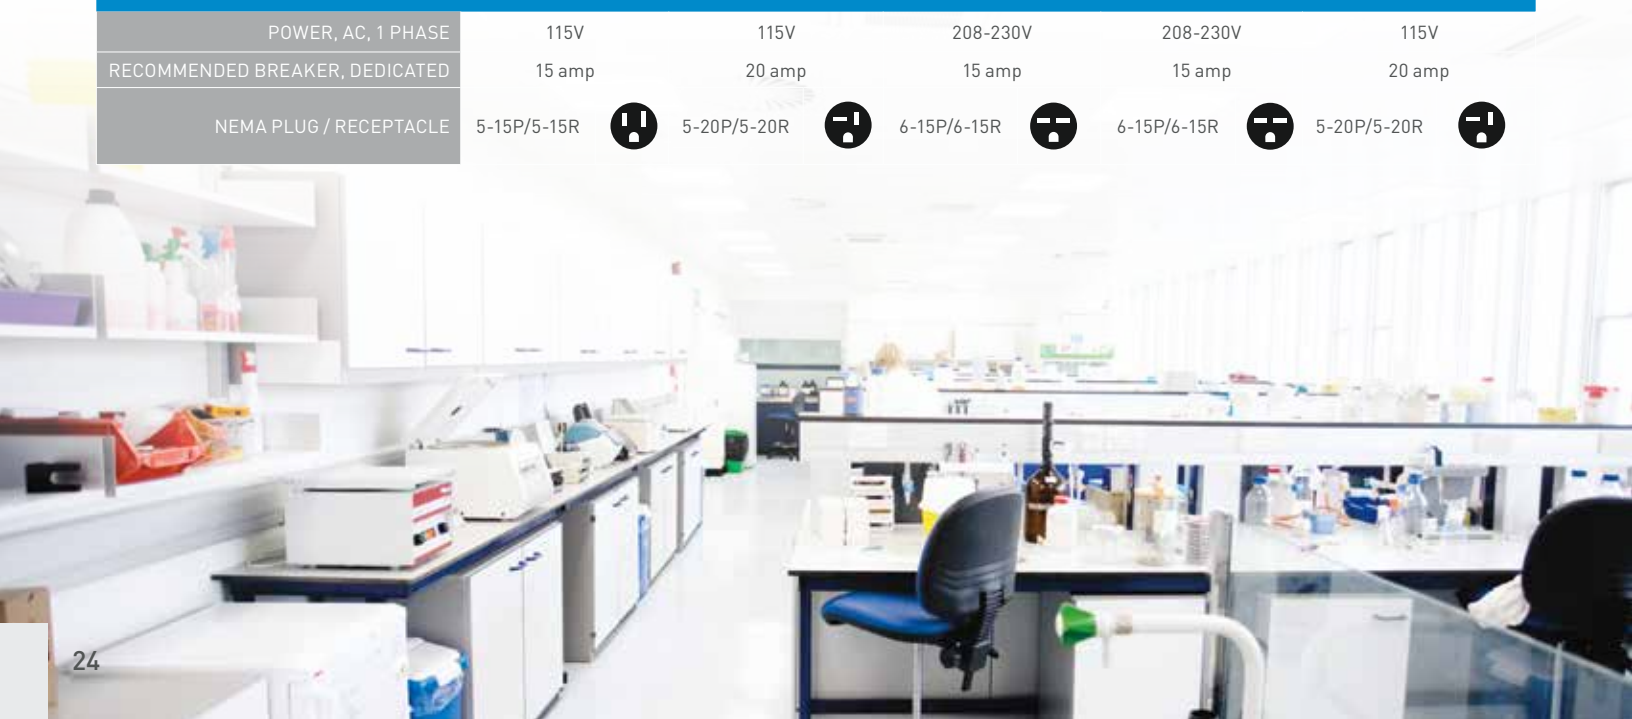 POWER, AC, 1 PHASE 115V 115V 208-230V 208-230V 115V
RECOMMENDED BREAKER, DEDICATED 15 amp 20 amp 15 amp 15 amp 20 amp
NEMA PLUG / RECEPTACLE 5-15P/5-15R 5-20P/5-20R 6-15P/6-15R 6-15P/6-15R 5-20P/5-20R
24